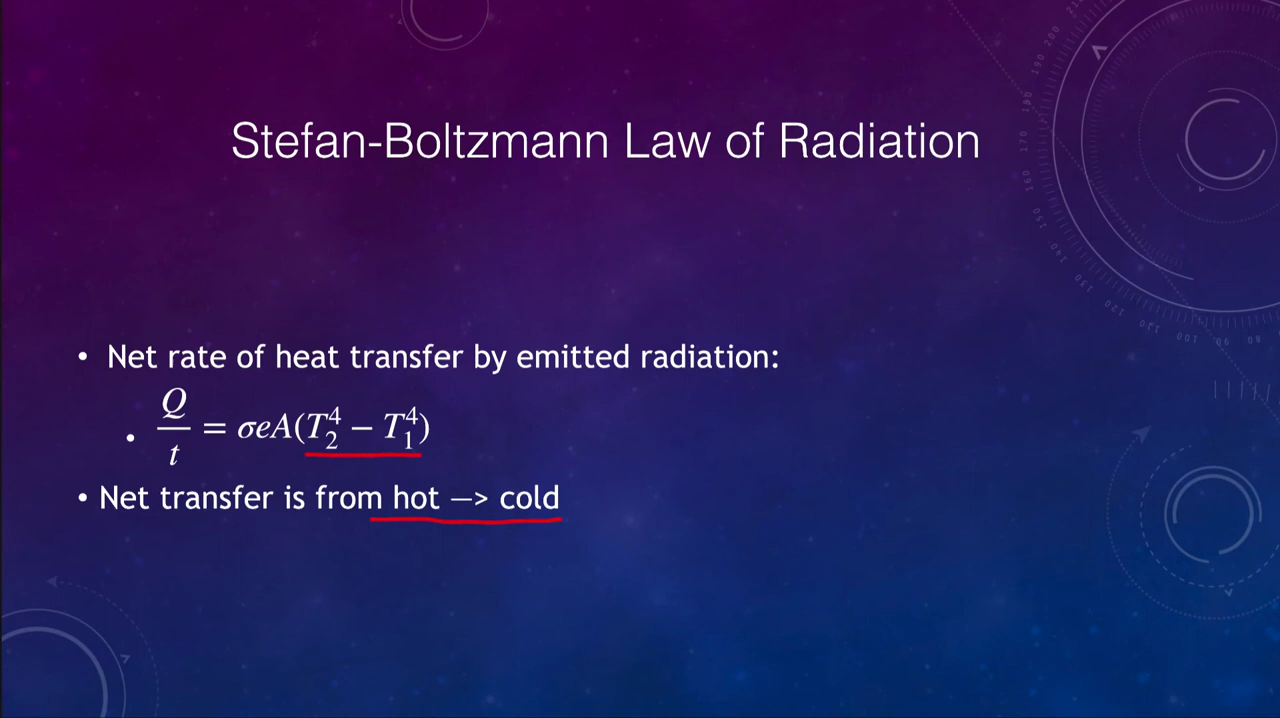 Stefan-Boltzmann Law of Radiation
• Net rate of heat transfer by emitted radiation:
• Q/t = σeA(T₂⁴ − T₁⁴)
• Net transfer is from hot —> cold